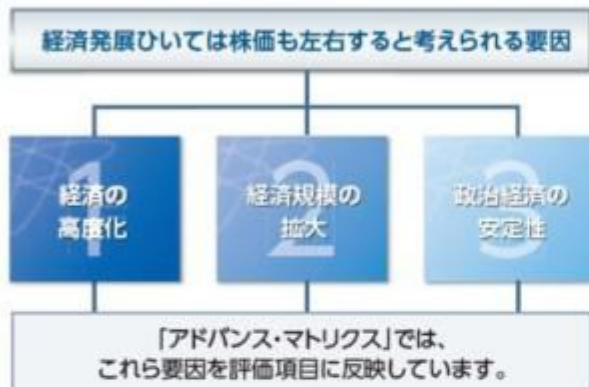 経済発展ひいては株価も左右すると考えられる要因
1
経済の
高度化
2
経済規模の
拡大
3
政治経済の
安定性
「アドバンス・マトリクス」では、
これら要因を評価項目に反映しています。